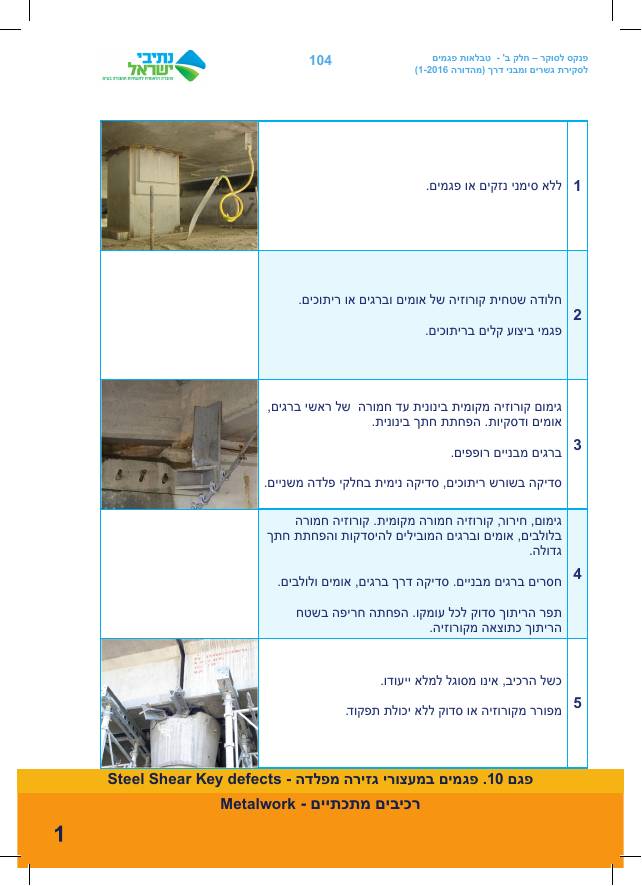 פנקס לסוקר – חלק ב' - טבלאות פגמים
לסקירת גשרים ומבני דרך (מהדורה 1-2016)
104
נתיבי
ישראל
1
ללא סימני נזקים או פגמים.
2
חלודה שטחית קורוזיה של אומים וברגים או ריתוכים.
פגמי ביצוע קלים בריתוכים.
3
גימום קורוזיה מקומית בינונית עד חמורה של ראשי ברגים,
אומים ודסקיות. הפחתת חתך בינונית.
ברגים מבניים רופפים.
סדיקה בשורש ריתוכים, סדיקה נימית בחלקי פלדה משניים.
4
גימום, חירור, קורוזיה חמורה מקומית. קורוזיה חמורה
בלולבים, אומים וברגים המובילים להיסדקות והפחתת חתך
גדולה.
חסרים ברגים מבניים. סדיקה דרך ברגים, אומים ולולבים.
תפר הריתוך סדוק לכל עומקו. הפחתה חריפה בשטח
הריתוך כתוצאה מקורוזיה.
5
כשל הרכיב, אינו מסוגל למלא ייעודו.
מפורר מקורוזיה או סדוק ללא יכולת תפקוד.
פגם 10. פגמים במעצורי גזירה מפלדה - Steel Shear Key defects
רכיבים מתכתיים - Metalwork
1